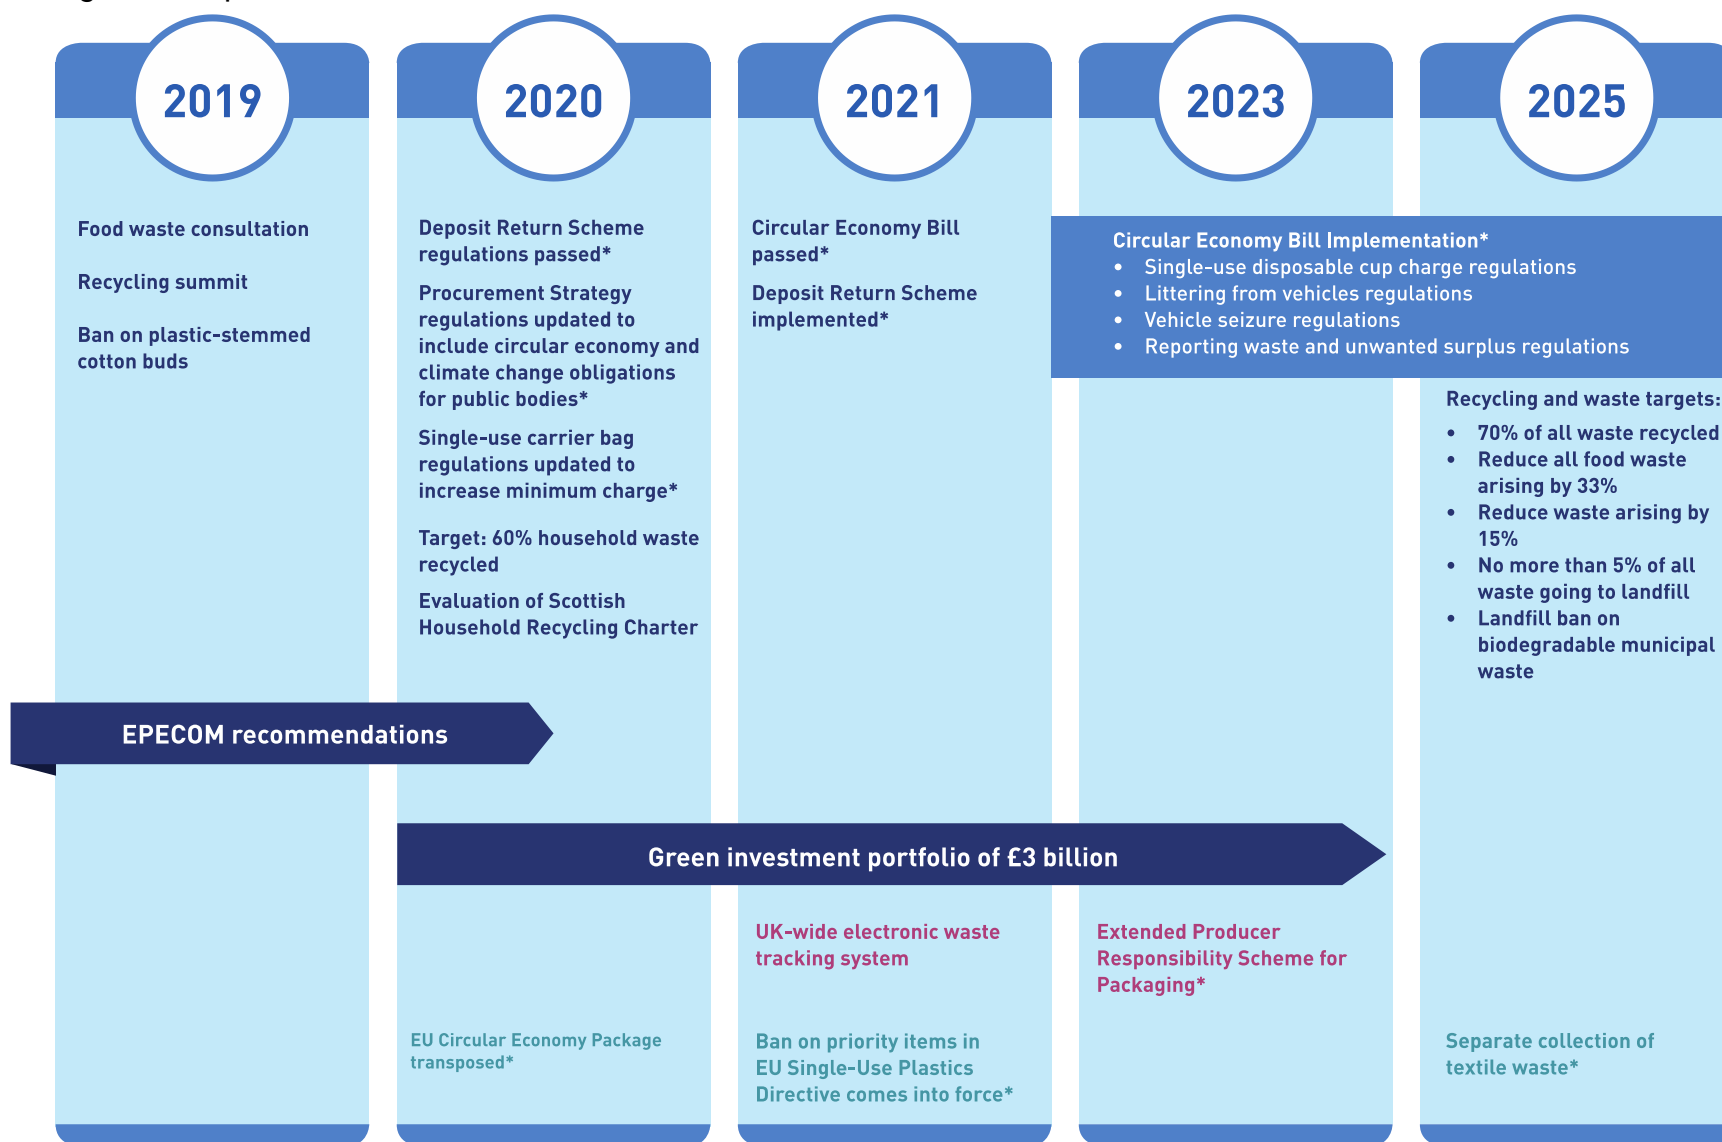 2019
Food waste consultation
Recycling summit
Ban on plastic-stemmed
cotton buds
2020
Deposit Return Scheme
regulations passed*
Procurement Strategy
regulations updated to
include circular economy and
climate change obligations
for public bodies*
Single-use carrier bag
regulations updated to
increase minimum charge*
Target: 60% household waste
recycled
Evaluation of Scottish
Household Recycling Charter
2021
Circular Economy Bill
passed*
Deposit Return Scheme
implemented*
2023
2025
Circular Economy Bill Implementation*
• Single-use disposable cup charge regulations
• Littering from vehicles regulations
• Vehicle seizure regulations
• Reporting waste and unwanted surplus regulations
Recycling and waste targets:
• 70% of all waste recycled
• Reduce all food waste
arising by 33%
• Reduce waste arising by
15%
• No more than 5% of all
waste going to landfill
• Landfill ban on
biodegradable municipal
waste
EPECOM recommendations
Green investment portfolio of £3 billion
UK-wide electronic waste
tracking system
Extended Producer
Responsibility Scheme for
Packaging*
EU Circular Economy Package
transposed*
Ban on priority items in
EU Single-Use Plastics
Directive comes into force*
Separate collection of
textile waste*